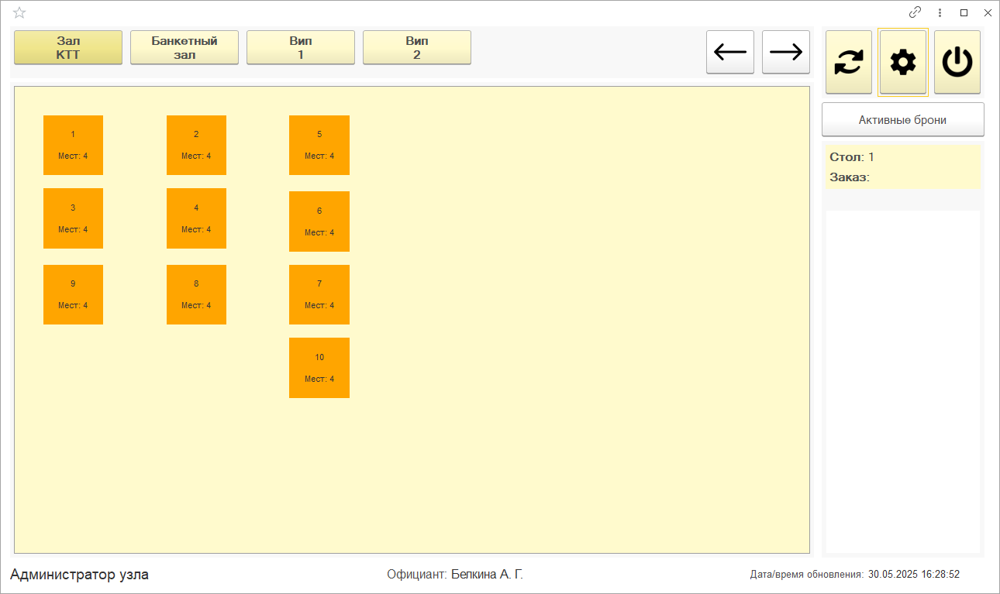 Зал
КТТ
Банкетный
зал
Вип
1
Вип
2
Активные брони
Стол: 1
Заказ:
1
Мест: 4
2
Мест: 4
5
Мест: 4
3
Мест: 4
4
Мест: 4
6
Мест: 4
9
Мест: 4
8
Мест: 4
7
Мест: 4
10
Мест: 4
Администратор узла
Официант: Белкина А. Г.
Дата/время обновления: 30.05.2025 16:28:52